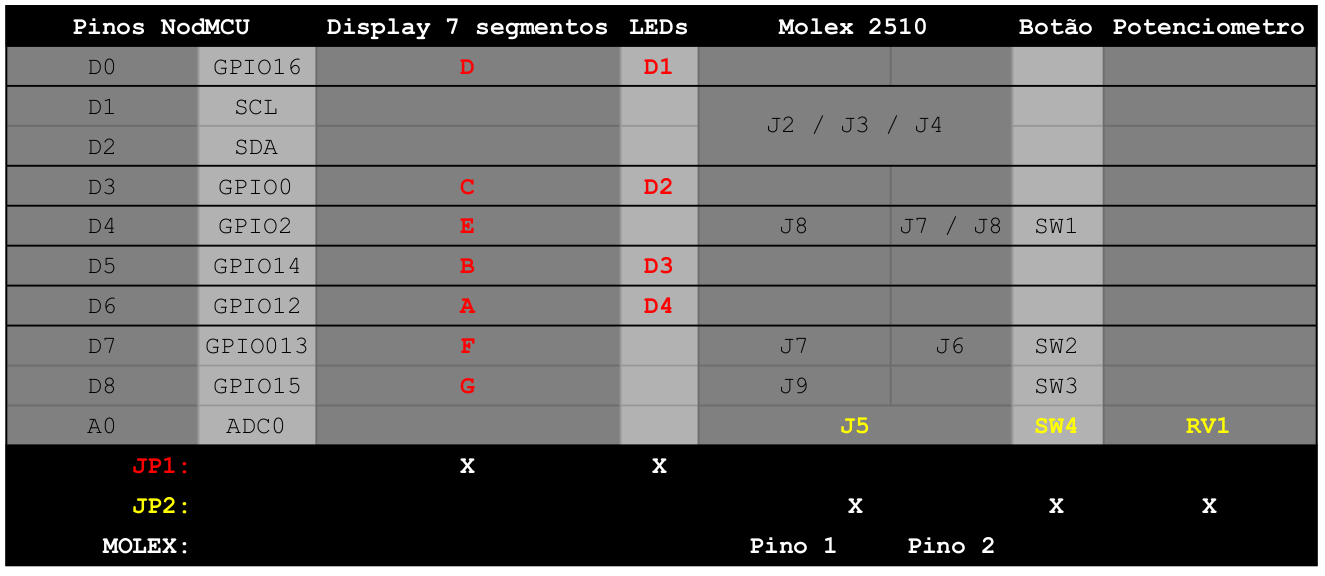 Pinos NodMCU Display 7 segmentos LEDs Molex 2510 Botão Potenciometro
D0 GPIO16 D D1
D1 SCL
J2 / J3 / J4
D2 SDA
D3 GPIO0 C D2
D4 GPIO2 E J8 J7 / J8 SW1
D5 GPIO14 B D3
D6 GPIO12 A D4
D7 GPIO013 F J7 J6 SW2
D8 GPIO15 G J9 SW3
A0 ADC0 J5 SW4 RV1
JP1: X X
JP2: X X X
MOLEX: Pino 1 Pino 2